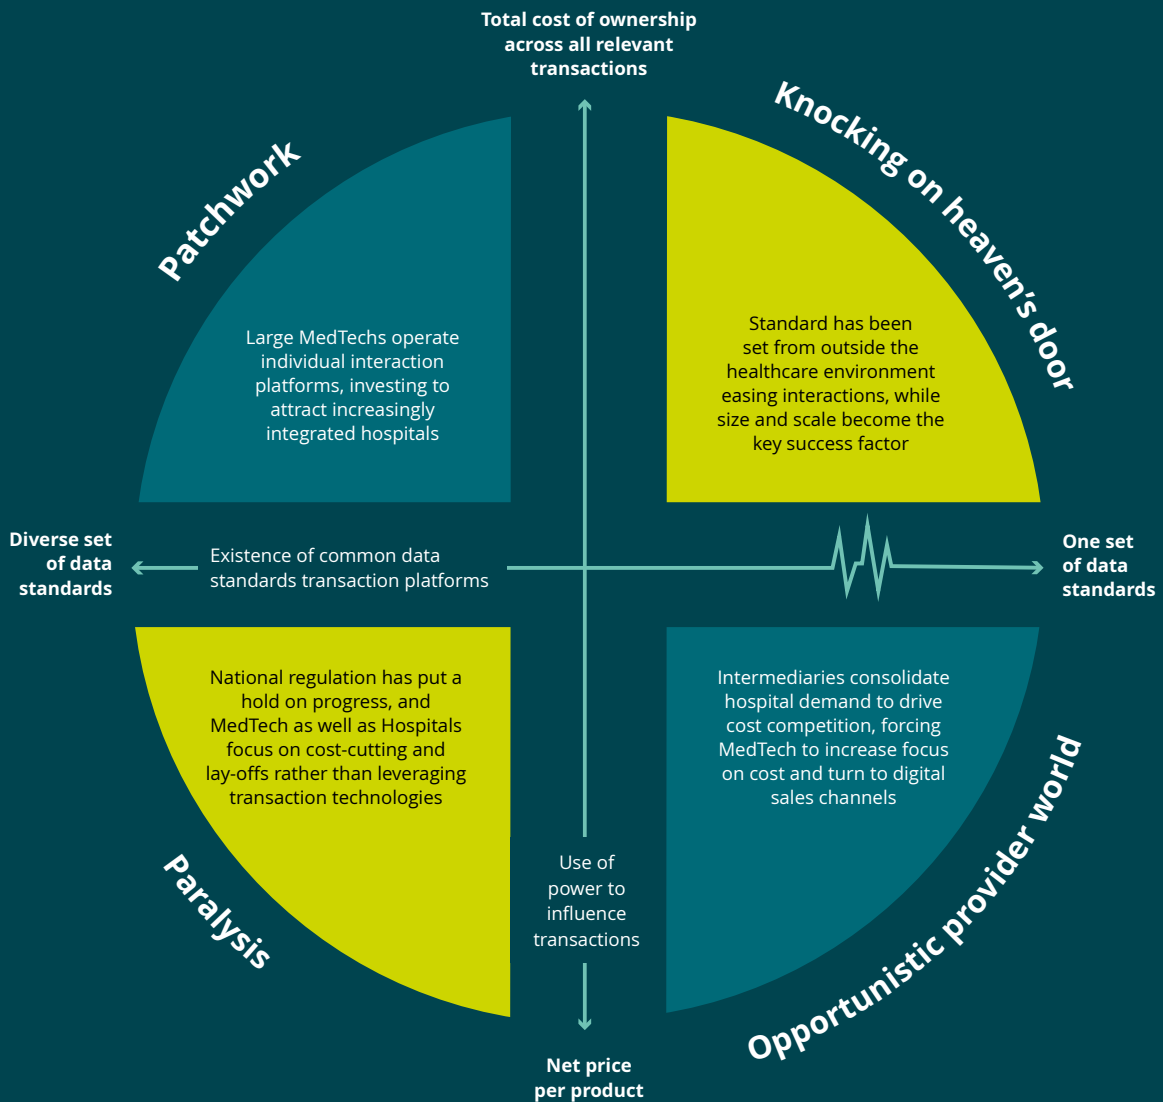 Total cost of ownership
across all relevant
transactions
Patchwork
Knocking on heaven's door
Large MedTechs operate
individual interaction
platforms, investing to
attract increasingly
integrated hospitals
Standard has been
set from outside the
healthcare environment
easing interactions, while
size and scale become the
key success factor
Diverse set
of data
standards
Existence of common data
standards transaction platforms
One set
of data
standards
National regulation has put a
hold on progress, and
MedTech as well as Hospitals
focus on cost-cutting and
lay-offs rather than leveraging
transaction technologies
Intermediaries consolidate
hospital demand to drive
cost competition, forcing
MedTech to increase focus
on cost and turn to digital
sales channels
Paralysis
Use of
power to
influence
transactions
Opportunistic provider world
Net price
per product